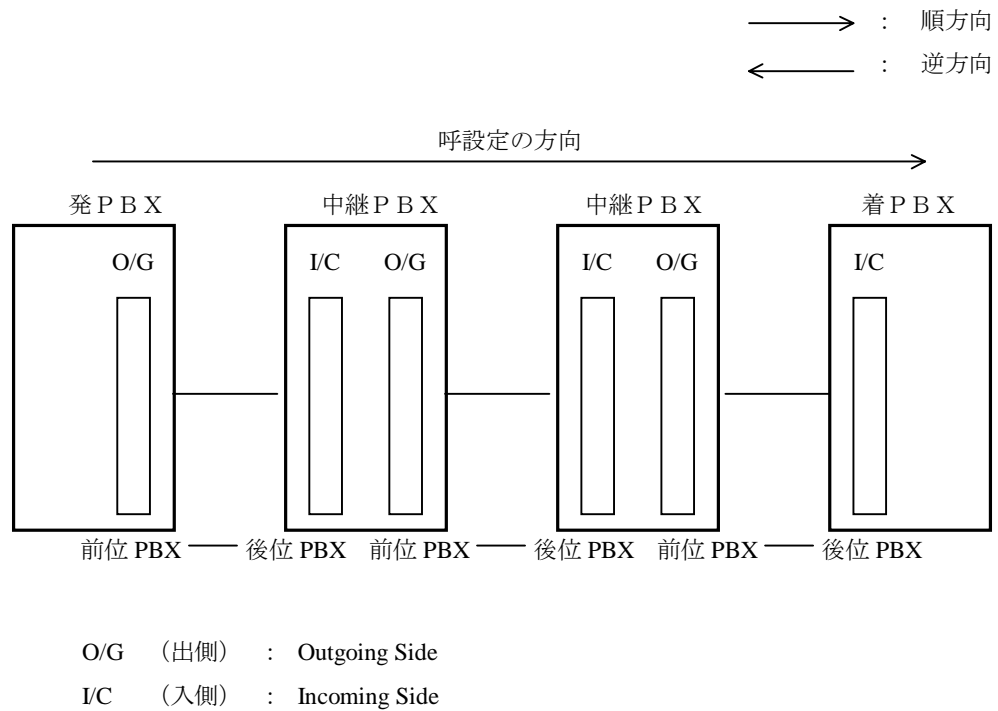 ： 順方向
： 逆方向
呼設定の方向
発ＰＢＸ 中継ＰＢＸ 中継ＰＢＸ 着ＰＢＸ
O/G I/C O/G I/C O/G I/C
前位 PBX 後位 PBX 前位 PBX 後位 PBX 前位 PBX 後位 PBX
O/G （出側） : Outgoing Side
I/C （入側） : Incoming Side